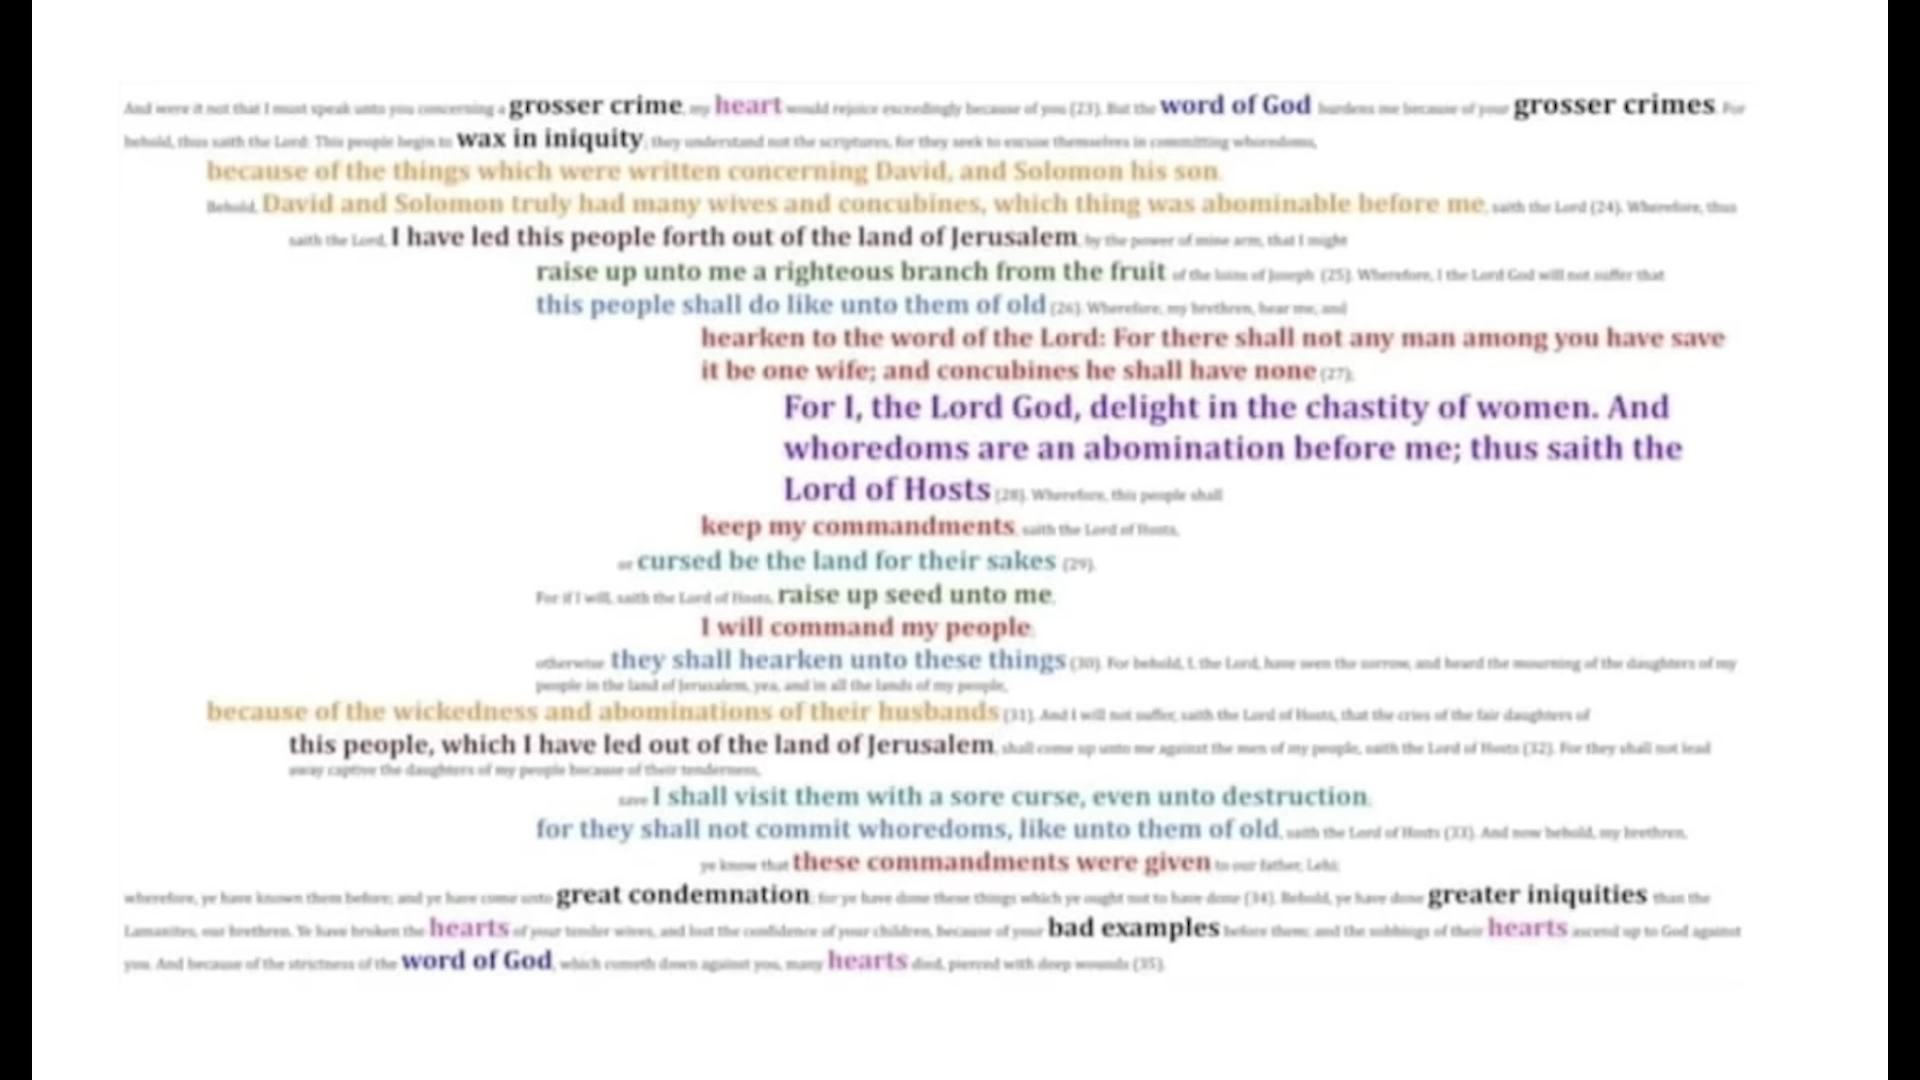 And were it not that I must speak unto you concerning a grosser crime, my heart would rejoice exceedingly because of you (23). But the word of God burdens me because of your grosser crimes. For
behold, thus saith the Lord: This people begin to wax in iniquity; they understand not the scriptures, for they seek to excuse themselves in committing whoredoms,
because of the things which were written concerning David, and Solomon his son.
Behold, David and Solomon truly had many wives and concubines, which thing was abominable before me, saith the Lord (24). Wherefore, thus
saith the Lord, I have led this people forth out of the land of Jerusalem, by the power of mine arm, that I might
raise up unto me a righteous branch from the fruit of the loins of Joseph (25). Wherefore, I the Lord God will not suffer that
this people shall do like unto them of old (26). Wherefore, my brethren, hear me, and
hearken to the word of the Lord: For there shall not any man among you have save
it be one wife; and concubines he shall have none (27);
For I, the Lord God, delight in the chastity of women. And
whoredoms are an abomination before me; thus saith the
Lord of Hosts (28). Wherefore, this people shall
keep my commandments, saith the Lord of Hosts,
or cursed be the land for their sakes (29).
For if I will, saith the Lord of Hosts, raise up seed unto me,
I will command my people;
otherwise they shall hearken unto these things (30). For behold, I, the Lord, have seen the sorrow, and heard the mourning of the daughters of my
people in the land of Jerusalem, yea, and in all the lands of my people,
because of the wickedness and abominations of their husbands (31). And I will not suffer, saith the Lord of Hosts, that the cries of the fair daughters of
this people, which I have led out of the land of Jerusalem, shall come up unto me against the men of my people, saith the Lord of Hosts (32). For they shall not lead
away captive the daughters of my people because of their tenderness,
save I shall visit them with a sore curse, even unto destruction;
for they shall not commit whoredoms, like unto them of old, saith the Lord of Hosts (33). And now behold, my brethren,
ye know that these commandments were given to our father, Lehi;
wherefore, ye have known them before; and ye have come unto great condemnation; for ye have done these things which ye ought not to have done (34). Behold, ye have done greater iniquities than the
Lamanites, our brethren. Ye have broken the hearts of your tender wives, and lost the confidence of your children, because of your bad examples before them; and the sobbings of their hearts ascend up to God against
you. And because of the strictness of the word of God, which cometh down against you, many hearts died, pierced with deep wounds (35).